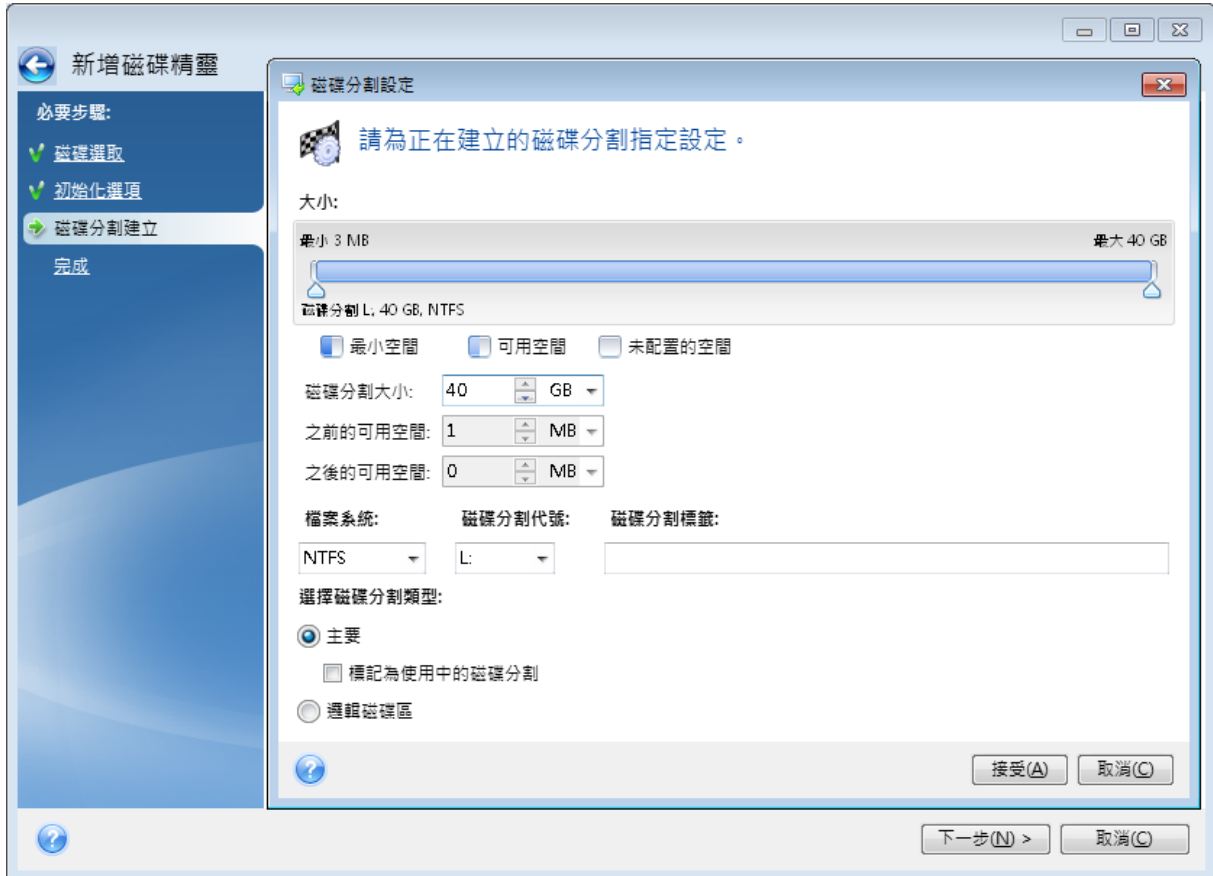 新增磁碟精靈
必要步驟:
磁碟選取
初始化選項
磁碟分割建立
完成
磁碟分割設定
請為正在建立的磁碟分割指定設定。
大小:
最小 3 MB 最大 40 GB
磁碟分割 L:, 40 GB, NTFS
最小空間 可用空間 未配置的空間
磁碟分割大小: 40 GB
之前的可用空間: 1 MB
之後的可用空間: 0 MB
檔案系統: 磁碟分割代號: 磁碟分割標籤:
NTFS L:
選擇磁碟分割類型:
主要
標記為使用中的磁碟分割
邏輯磁碟區
接受(A) 取消(C)
下一步(N) > 取消(C)